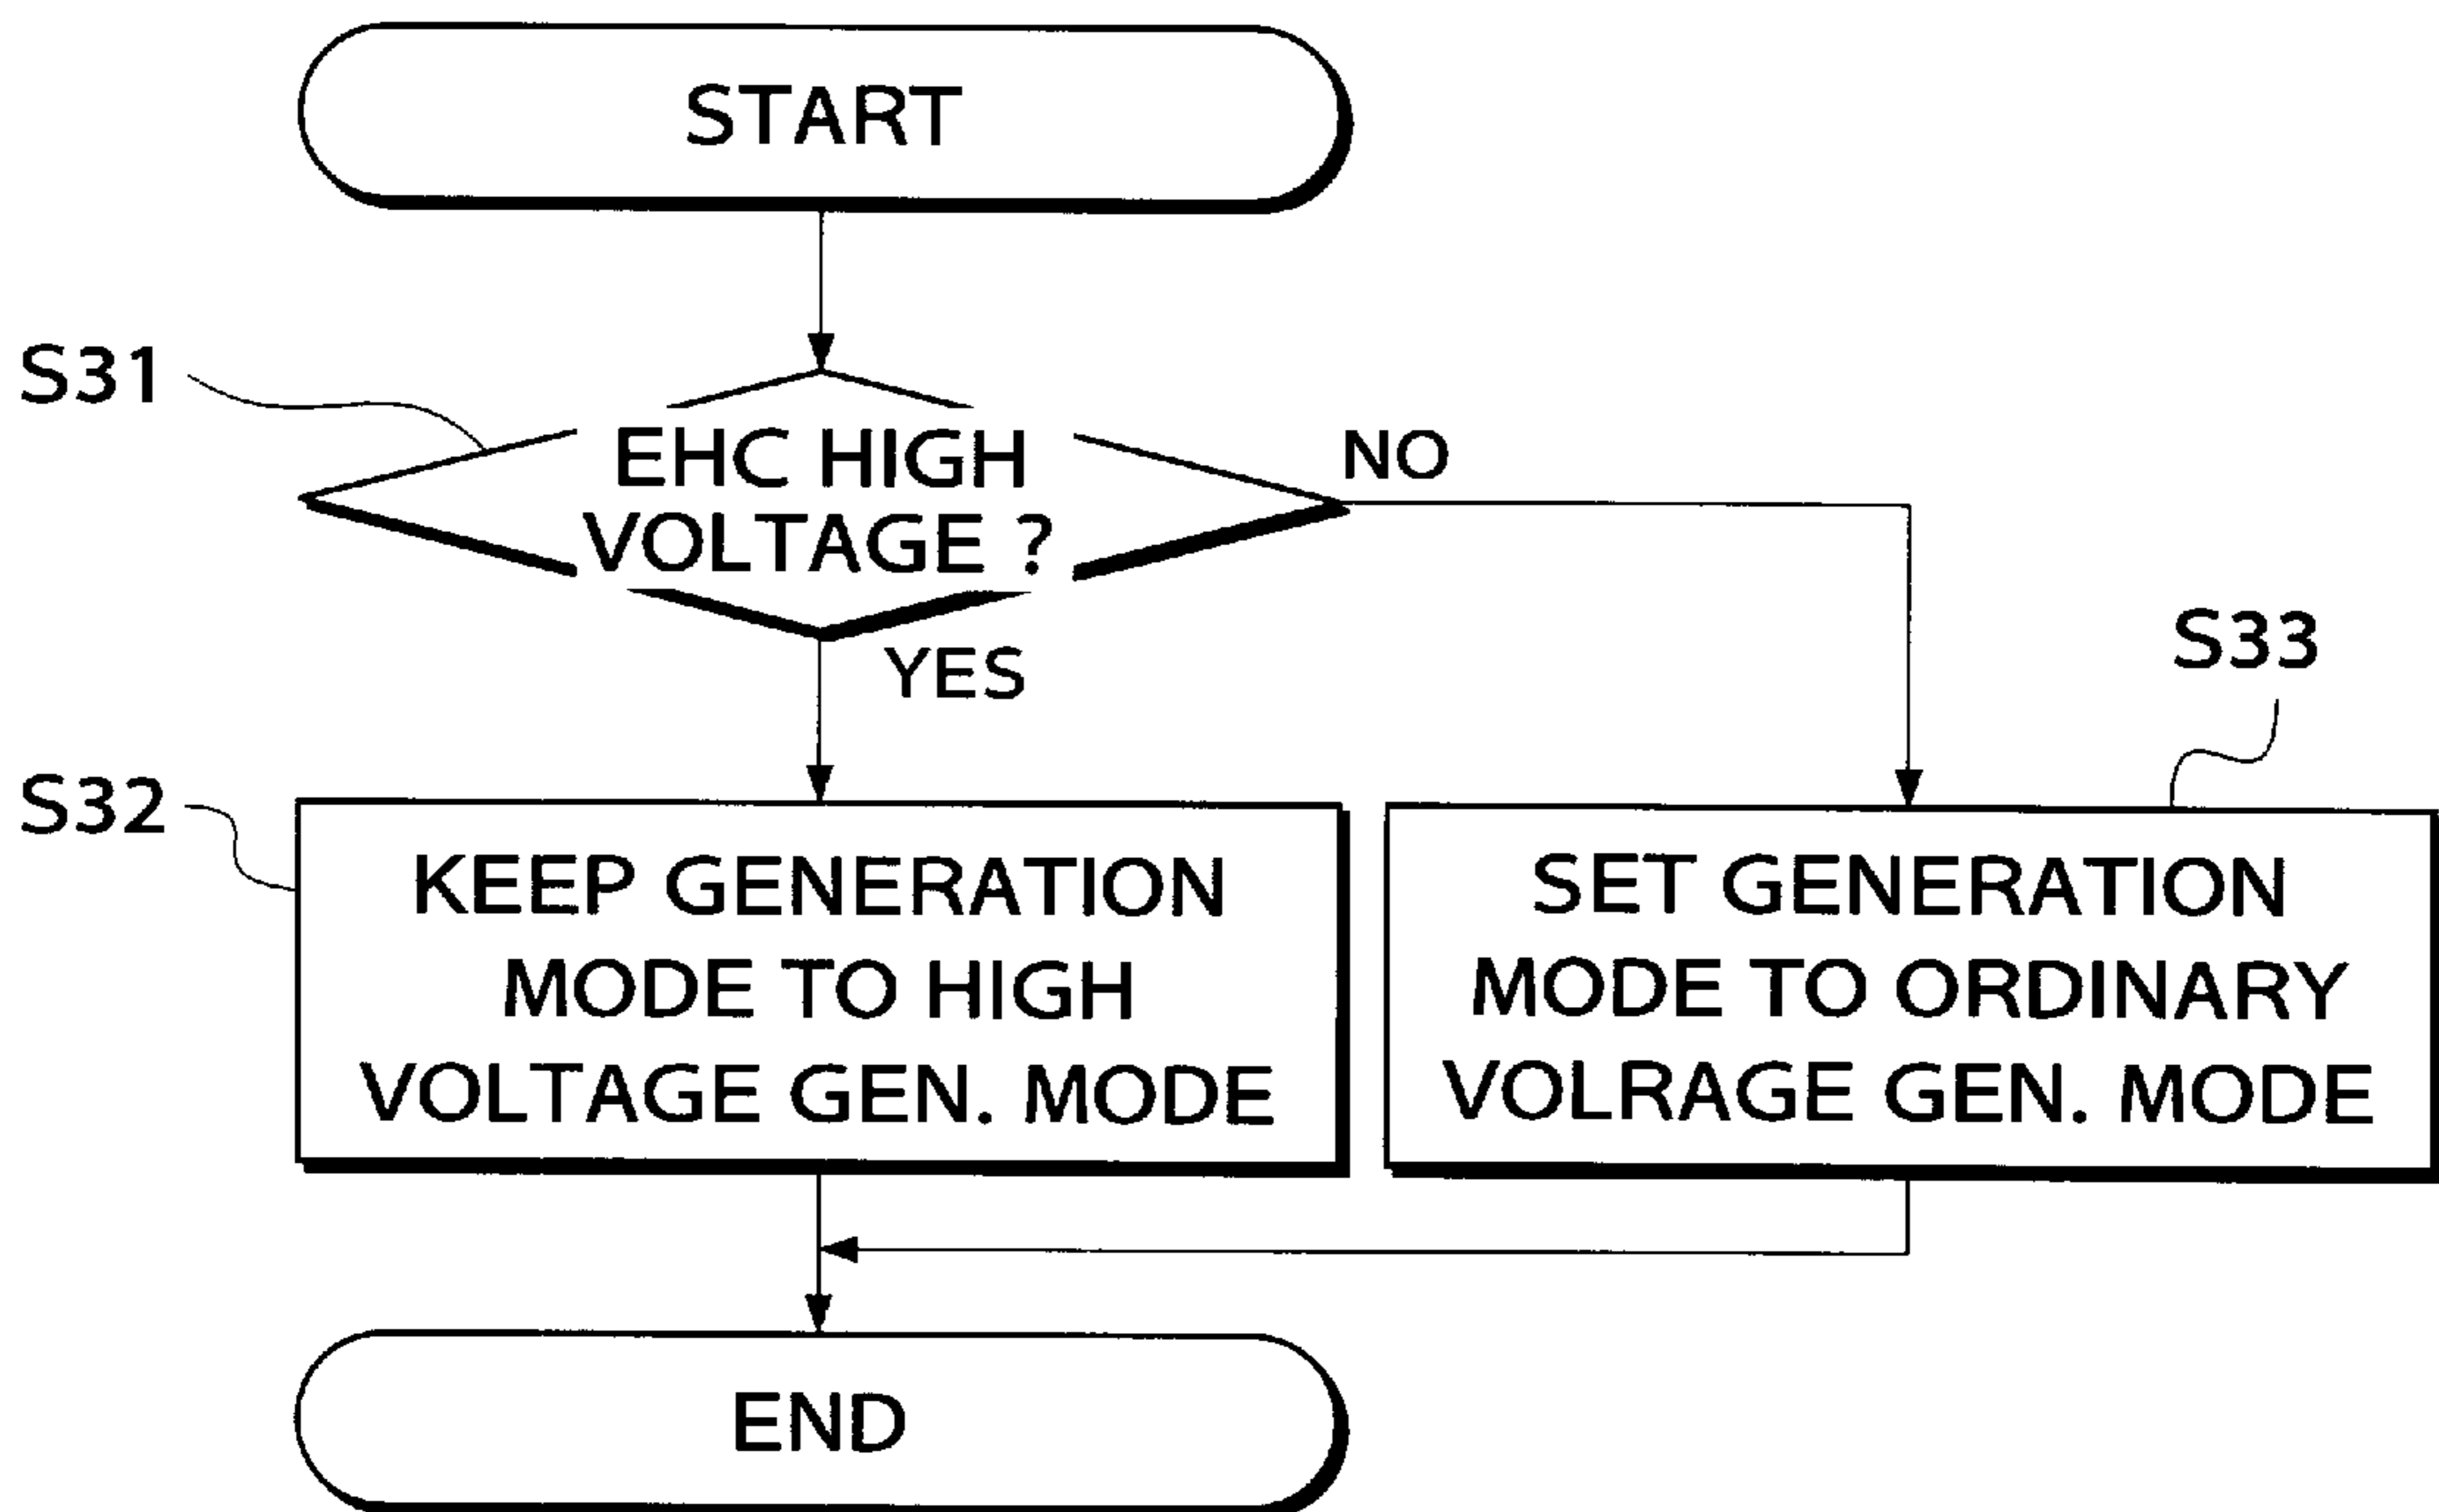 START
S31
EHC HIGH
VOLTAGE ?
NO
YES
S32
KEEP GENERATION
MODE TO HIGH
VOLTAGE GEN. MODE
S33
SET GENERATION
MODE TO ORDINARY
VOLRAGE GEN. MODE
END